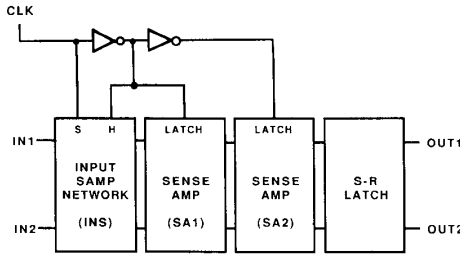 CLK
S H LATCH LATCH
IN1 OUT1
INPUT
SAMP
NETWORK
(INS)
SENSE
AMP
(SA1)
SENSE
AMP
(SA2)
S-R
LATCH
IN2 OUT2